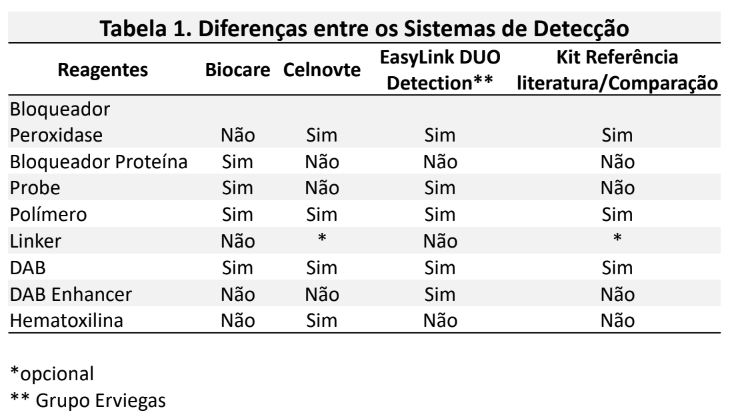 Tabela 1. Diferenças entre os Sistemas de Detecção
Reagentes Biocare Celnovte EasyLink DUO Detection** Kit Referência literatura/Comparação
Bloqueador
Peroxidase Não Sim Sim Sim
Bloqueador Proteína Sim Não Não Não
Probe Sim Não Sim Não
Polímero Sim Sim Sim Sim
Linker Não * Não *
DAB Sim Sim Sim Sim
DAB Enhancer Não Não Sim Não
Hematoxilina Não Sim Não Não
*opcional
** Grupo Erviegas